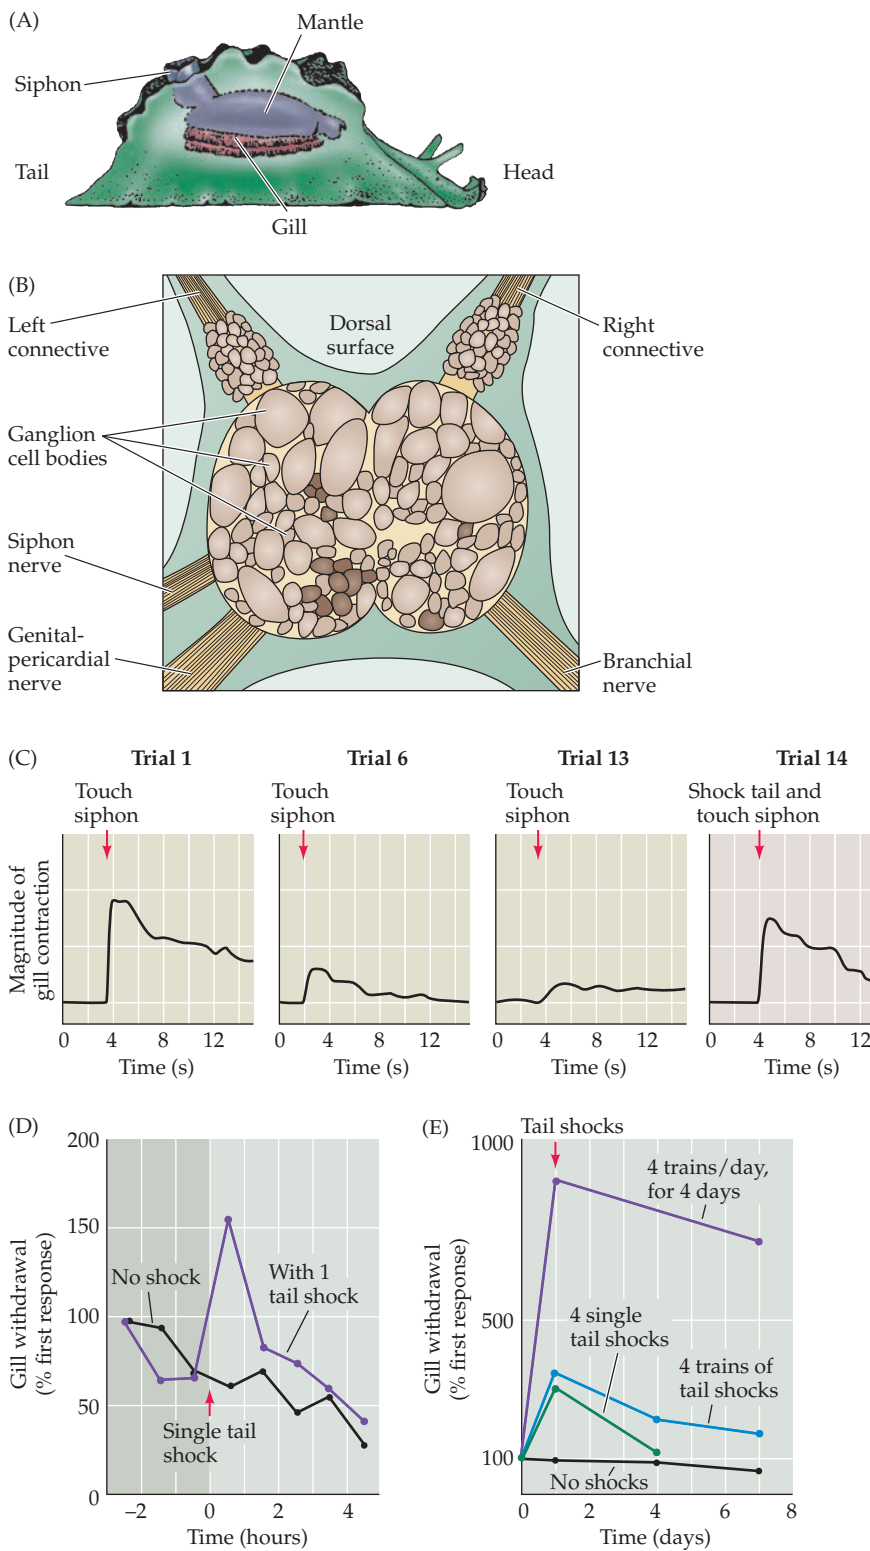 (A)
Mantle
Siphon
Tail
Head
Gill
(B)
Left
connective
Dorsal
surface
Right
connective
Ganglion
cell bodies
Siphon
nerve
Genital-
pericardial
nerve
Branchial
nerve
(C)
Trial 1
Trial 6
Trial 13
Trial 14
Touch
siphon
Touch
siphon
Touch
siphon
Shock tail and
touch siphon
Magnitude of
gill contraction
0 4 8 12
Time (s)
0 4 8 12
Time (s)
0 4 8 12
Time (s)
0 4 8 12
Time (s)
(D)
200
150
100
50
0
Gill withdrawal
(% first response)
No shock
With 1
tail shock
Single tail
shock
–2 0 2 4
Time (hours)
(E)
Tail shocks
1000
500
100
Gill withdrawal
(% first response)
4 trains/day,
for 4 days
4 single
tail shocks
4 trains of
tail shocks
No shocks
0 2 4 6 8
Time (days)